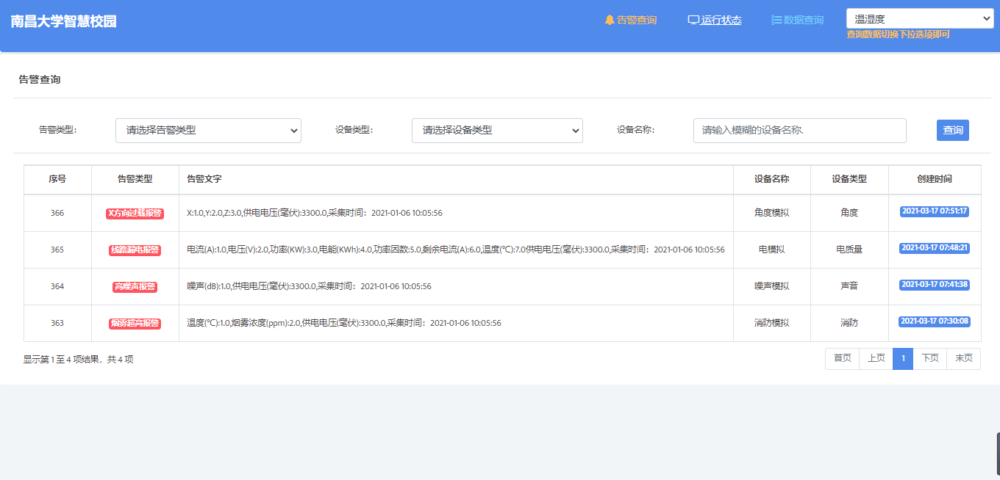 南昌大学智慧校园
告警查询 运行状态 数据查询 温湿度
查询数据切换下拉选项即可
告警查询
告警类型: 请选择告警类型 设备类型: 请选择设备类型 设备名称: 请输入模糊的设备名称. 查询
序号 告警类型 告警文字 设备名称 设备类型 创建时间
366 X方向过载报警 X:1.0,Y:2.0,Z:3.0,供电电压(毫伏):3300.0,采集时间：2021-01-06 10:05:56 角度模拟 角度 2021-03-17 07:51:17
365 线路漏电报警 电流(A):1.0,电压(V):2.0,功率(KW):3.0,电能(KWh):4.0,功率因数:5.0,剩余电流(A):6.0,温度(℃):7.0供电电压(毫伏):3300.0,采集时间：2021-01-06 10:05:56 电模拟 电质量 2021-03-17 07:48:21
364 高噪声报警 噪声(dB):1.0,供电电压(毫伏):3300.0,采集时间：2021-01-06 10:05:56 噪声模拟 声音 2021-03-17 07:41:38
363 烟雾超高报警 温度(℃):1.0,烟雾浓度(ppm):2.0,供电电压(毫伏):3300.0,采集时间：2021-01-06 10:05:56 消防模拟 消防 2021-03-17 07:30:08
显示第 1 至 4 项结果，共 4 项 首页 上页 1 下页 末页